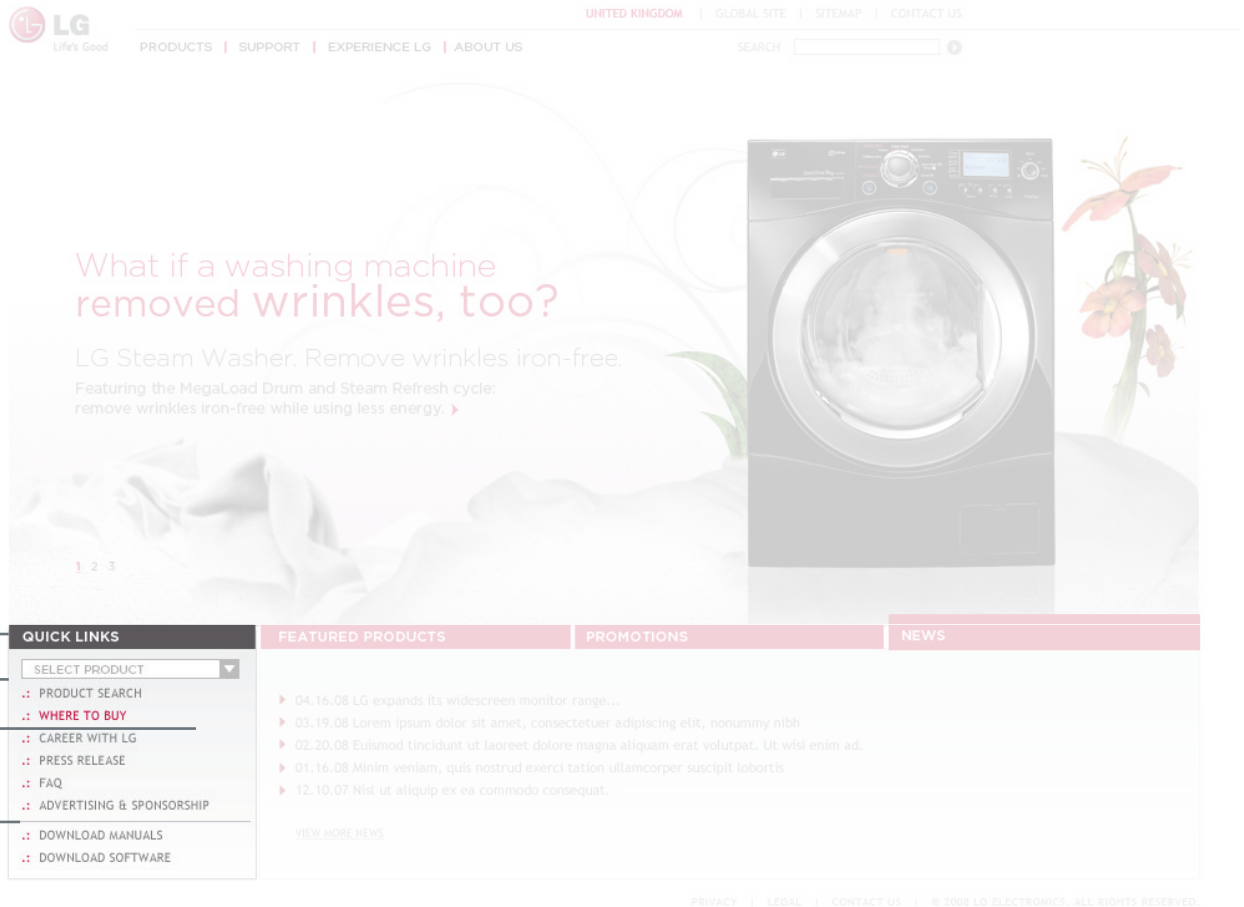 LG
Life's Good
UNITED KINGDOM | GLOBAL SITE | SITEMAP | CONTACT US
PRODUCTS | SUPPORT | EXPERIENCE LG | ABOUT US
SEARCH
What if a washing machine
removed wrinkles, too?
LG Steam Washer. Remove wrinkles iron-free.
Featuring the MegaLoad Drum and Steam Refresh cycle:
remove wrinkles iron-free while using less energy.
1 2 3
QUICK LINKS
SELECT PRODUCT
.: PRODUCT SEARCH
.: WHERE TO BUY
.: CAREER WITH LG
.: PRESS RELEASE
.: FAQ
.: ADVERTISING & SPONSORSHIP
.: DOWNLOAD MANUALS
.: DOWNLOAD SOFTWARE
FEATURED PRODUCTS
PROMOTIONS
NEWS
04.16.08 LG expands its widescreen monitor range...
03.19.08 Lorem ipsum dolor sit amet, consectetuer adipiscing elit, nonummy nibh
02.20.08 Euismod tincidunt ut laoreet dolore magna aliquam erat volutpat. Ut wisi enim ad.
01.16.08 Minim veniam, quis nostrud exerci tation ullamcorper suscipit lobortis
12.10.07 Nisl ut aliquip ex ea commodo consequat.
VIEW MORE NEWS
PRIVACY | LEGAL | CONTACT US | © 2008 LG ELECTRONICS. ALL RIGHTS RESERVED.